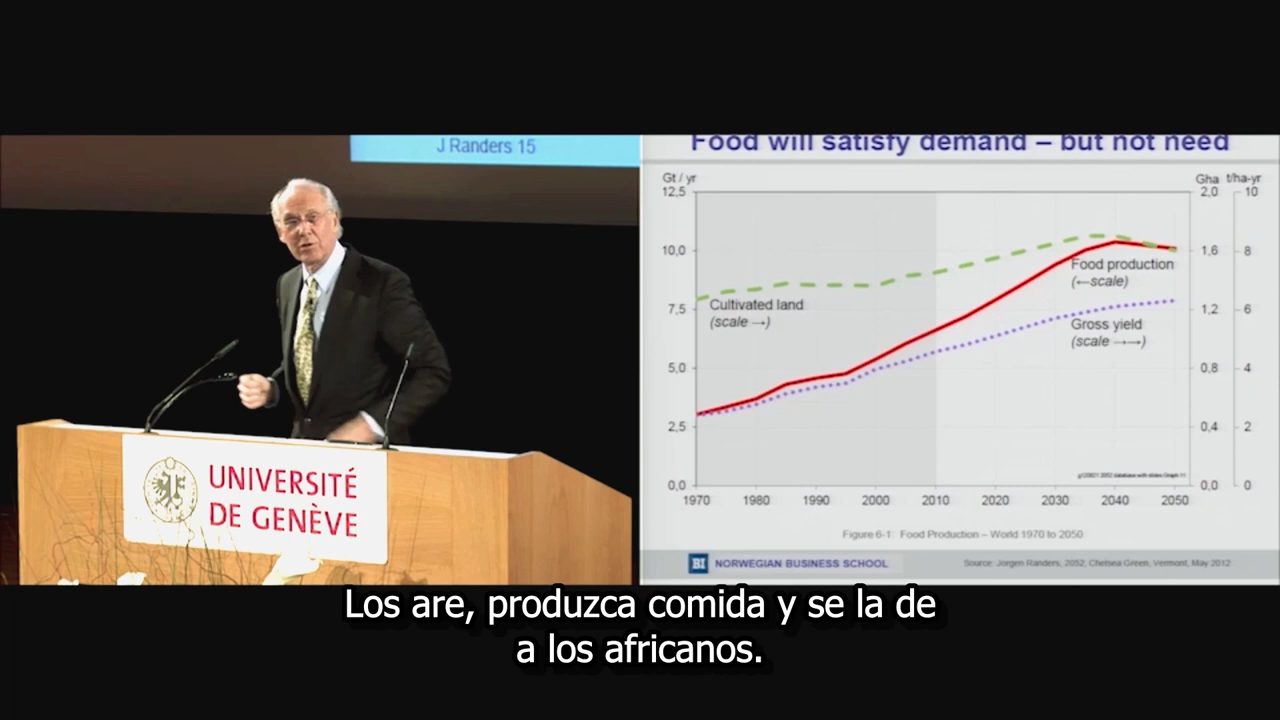 J Randers 15
UNIVERSITÉ
DE GENÈVE
Food will satisfy demand – but not need
Gt / yr
Gha
t/ha-yr
12,5
10,0
7,5
5,0
2,5
0,0
2,0
1,6
1,2
0,8
0,4
0,0
10
8
6
4
2
0
Cultivated land
(scale →)
Food production
(←scale)
Gross yield
(scale →→)
1970 1980 1990 2000 2010 2020 2030 2040 2050
Figure 6-1: Food Production – World 1970 to 2050
BI NORWEGIAN BUSINESS SCHOOL
Source: Jorgen Randers, 2052, Chelsea Green, Vermont, May 2012
Los are, produzca comida y se la de
a los africanos.